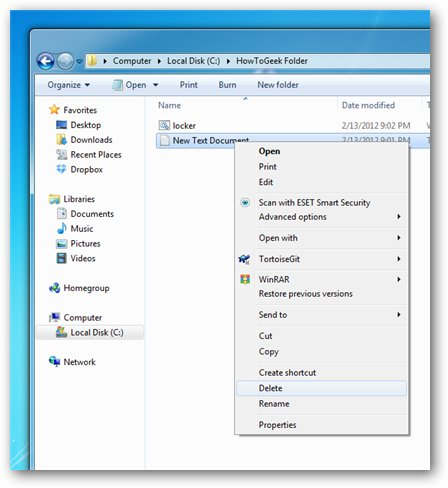 Computer ▸ Local Disk (C:) ▸ HowToGeek Folder
Organize Open Print Burn New folder
Favorites
Desktop
Downloads
Recent Places
Dropbox
Libraries
Documents
Music
Pictures
Videos
Homegroup
Computer
Local Disk (C:)
Network
Name Date modified
locker 2/13/2012 9:02 PM
New Text Document 2/13/2012 9:01 PM
Open
Print
Edit
Scan with ESET Smart Security
Advanced options
Open with
TortoiseGit
WinRAR
Restore previous versions
Send to
Cut
Copy
Create shortcut
Delete
Rename
Properties